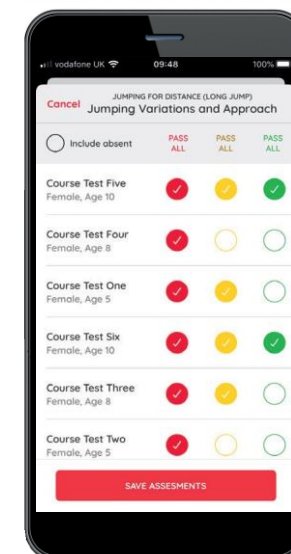 vodafone UK 09:48 100%
JUMPING FOR DISTANCE (LONG JUMP)
Cancel Jumping Variations and Approach
Include absent PASS ALL PASS ALL PASS ALL
Course Test Five
Female, Age 10
Course Test Four
Female, Age 8
Course Test One
Female, Age 5
Course Test Six
Female, Age 10
Course Test Three
Female, Age 8
Course Test Two
Female, Age 5
SAVE ASSESMENTS